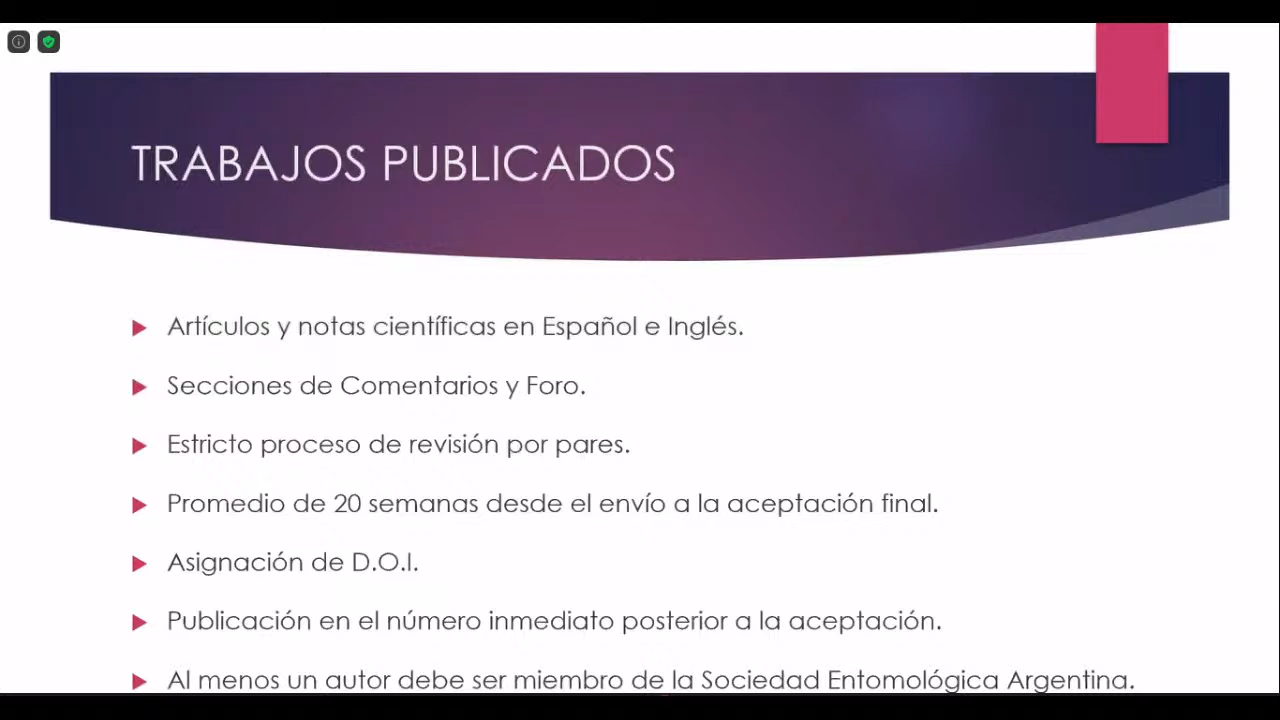 TRABAJOS PUBLICADOS
Artículos y notas científicas en Español e Inglés.
Secciones de Comentarios y Foro.
Estricto proceso de revisión por pares.
Promedio de 20 semanas desde el envío a la aceptación final.
Asignación de D.O.I.
Publicación en el número inmediato posterior a la aceptación.
Al menos un autor debe ser miembro de la Sociedad Entomológica Argentina.